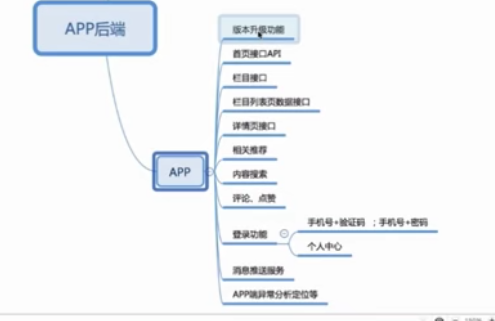 APP后端
版本升级功能
首页接口API
栏目接口
栏目列表页数据接口
详情页接口
相关推荐
APP
内容搜索
评论、点赞
手机号+验证码 ；手机号+密码
登录功能
个人中心
消息推送服务
APP端异常分析定位等